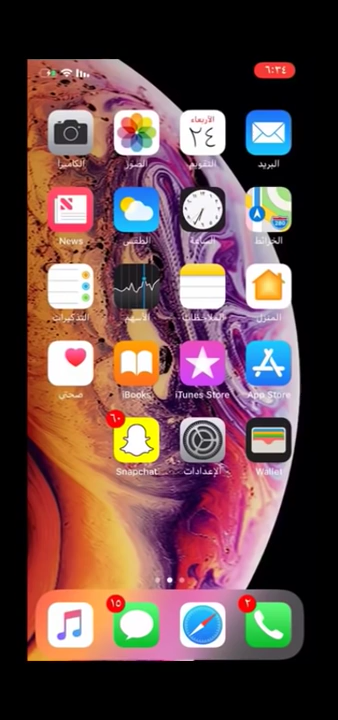 ٦:٣٤
الأربعاء
٢٤
البريد
التقويم
الصور
الكاميرا
الخرائط
الساعة
الطقس
News
المنزل
الملاحظات
الأسهم
التذكيرات
App Store
iTunes Store
iBooks
صحتي
٦٠
Wallet
الإعدادات
Snapchat
٢
١٥